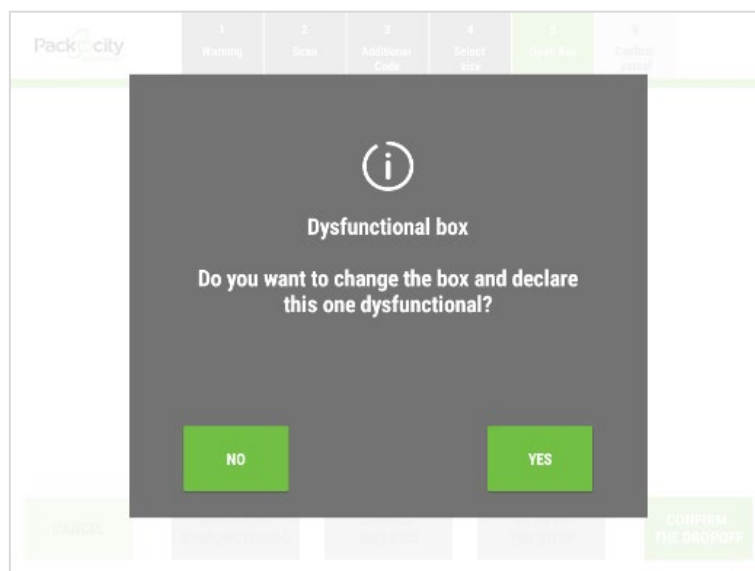 Pack city
1
Warning
2
Scan
3
Additional
Code
4
Select
size
5
Open Box
6
Confirm
Dysfunctional box
Do you want to change the box and declare
this one dysfunctional?
NO
YES
CANCEL
CONFIRM
THE DROPOFF